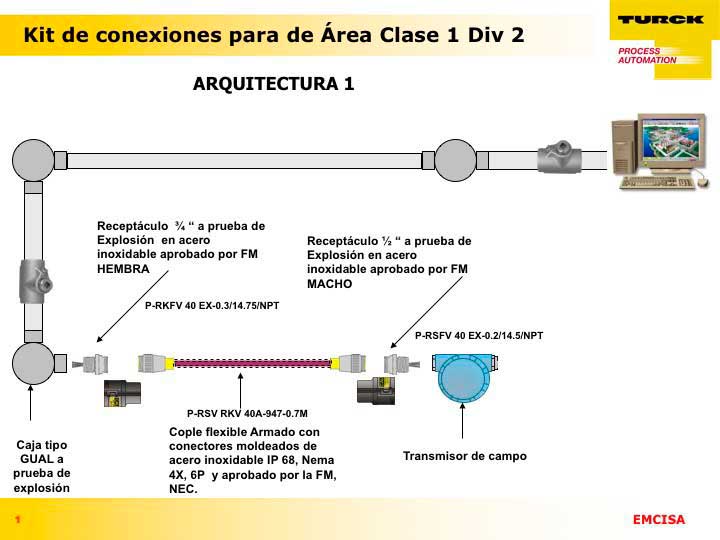 Kit de conexiones para de Área Clase 1 Div 2
TURCK
PROCESS
AUTOMATION
ARQUITECTURA 1
Receptáculo ¾ “ a prueba de
Explosión en acero
inoxidable aprobado por FM
HEMBRA
Receptáculo ½ “ a prueba de
Explosión en acero
inoxidable aprobado por FM
MACHO
P-RKFV 40 EX-0.3/14.75/NPT
P-RSFV 40 EX-0.2/14.5/NPT
P-RSV RKV 40A-947-0.7M
Cople flexible Armado con
conectores moldeados de
acero inoxidable IP 68, Nema
4X, 6P y aprobado por la FM,
NEC.
Caja tipo
GUAL a
prueba de
explosión
Transmisor de campo
1
EMCISA